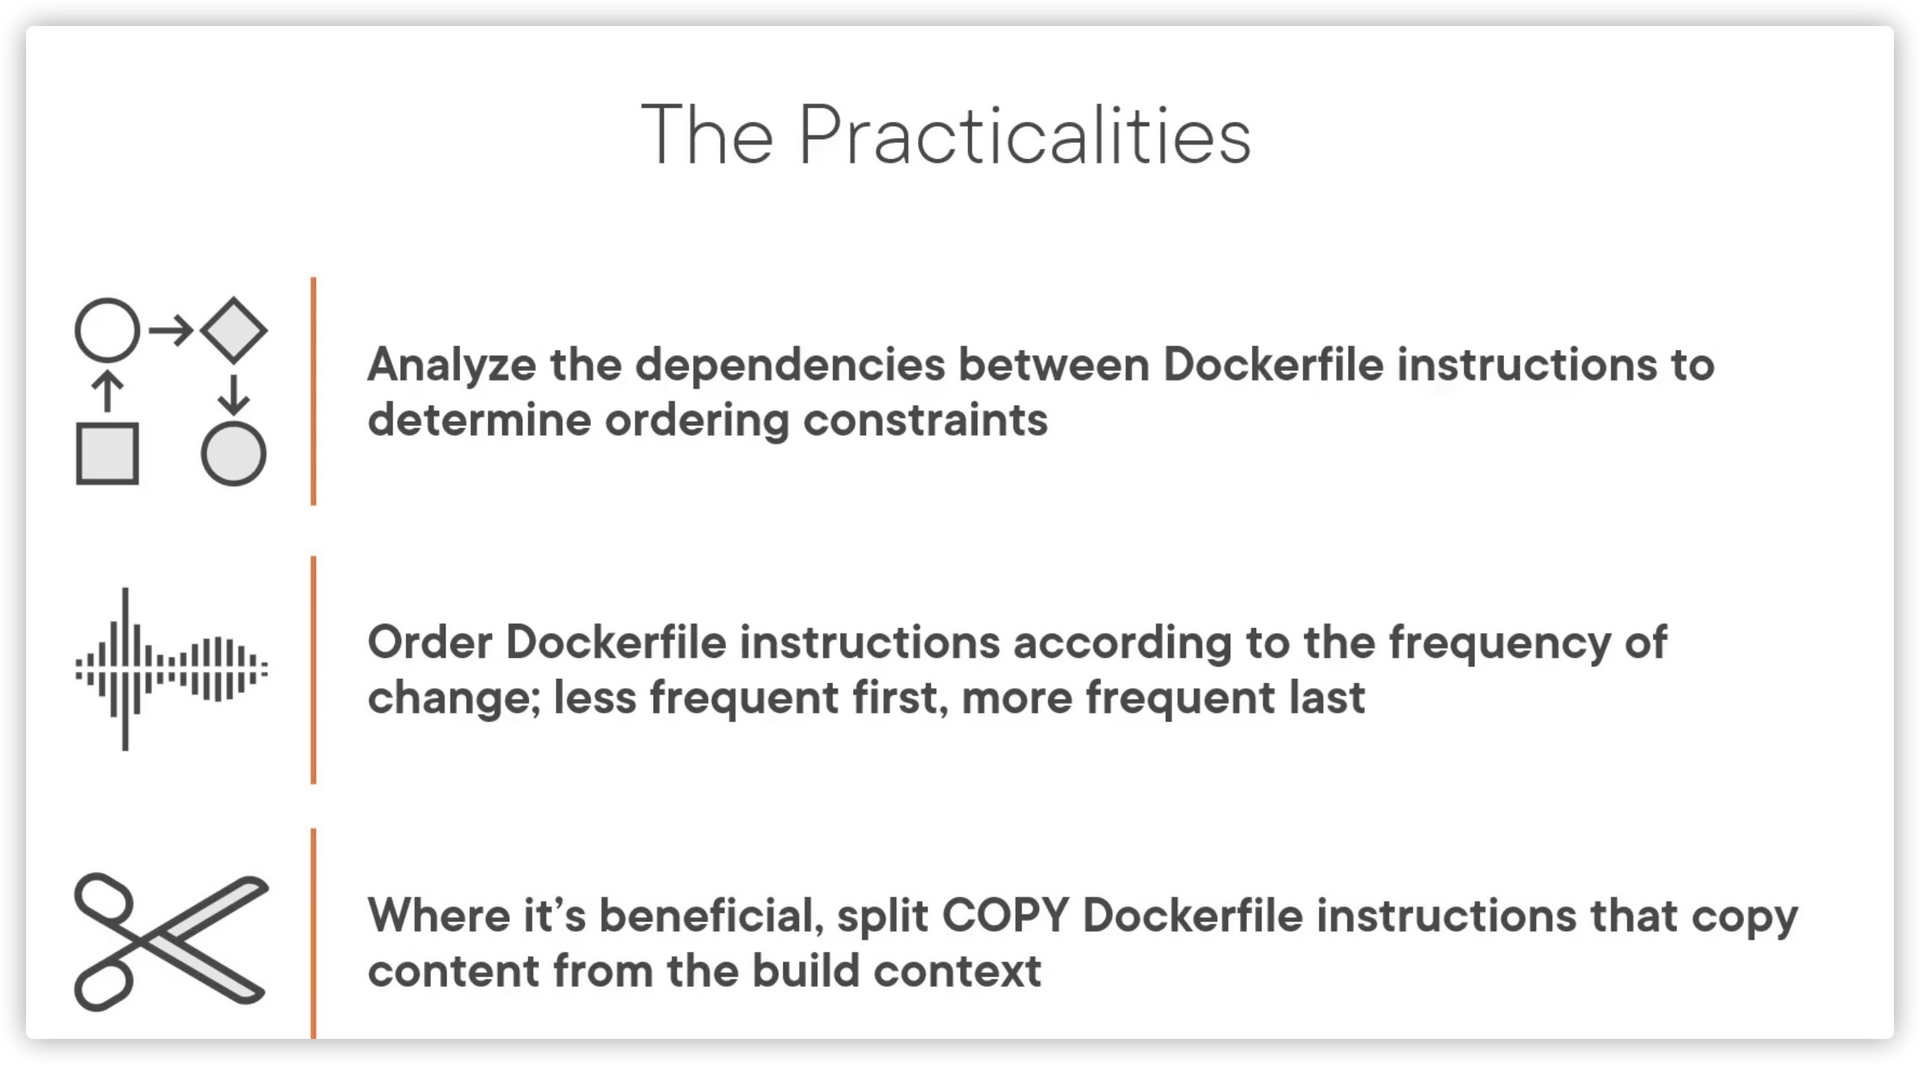 The Practicalities
Analyze the dependencies between Dockerfile instructions to
determine ordering constraints
Order Dockerfile instructions according to the frequency of
change; less frequent first, more frequent last
Where it’s beneficial, split COPY Dockerfile instructions that copy
content from the build context